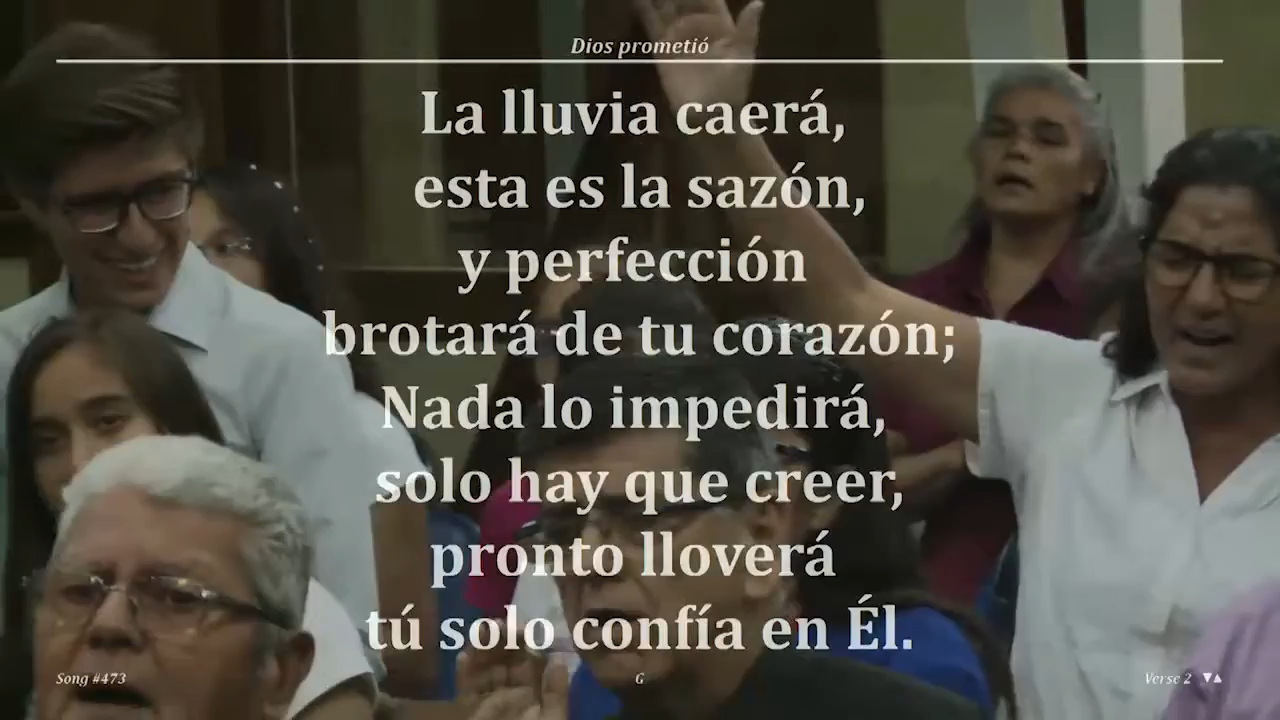 Dios prometió
La lluvia caerá,
esta es la sazón,
y perfección
brotará de tu corazón;
Nada lo impedirá,
solo hay que creer,
pronto lloverá
tú solo confía en Él.
Song #473
G
Verse 2 ▼▲